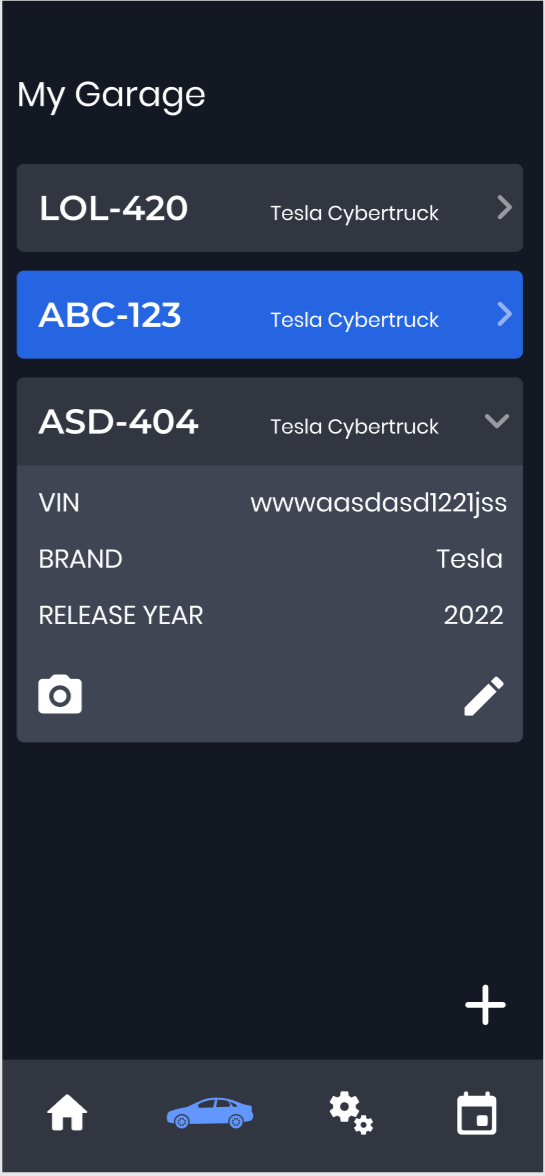 My Garage
LOL-420 Tesla Cybertruck
ABC-123 Tesla Cybertruck
ASD-404 Tesla Cybertruck
VIN wwwaasdasd1221jss
BRAND Tesla
RELEASE YEAR 2022